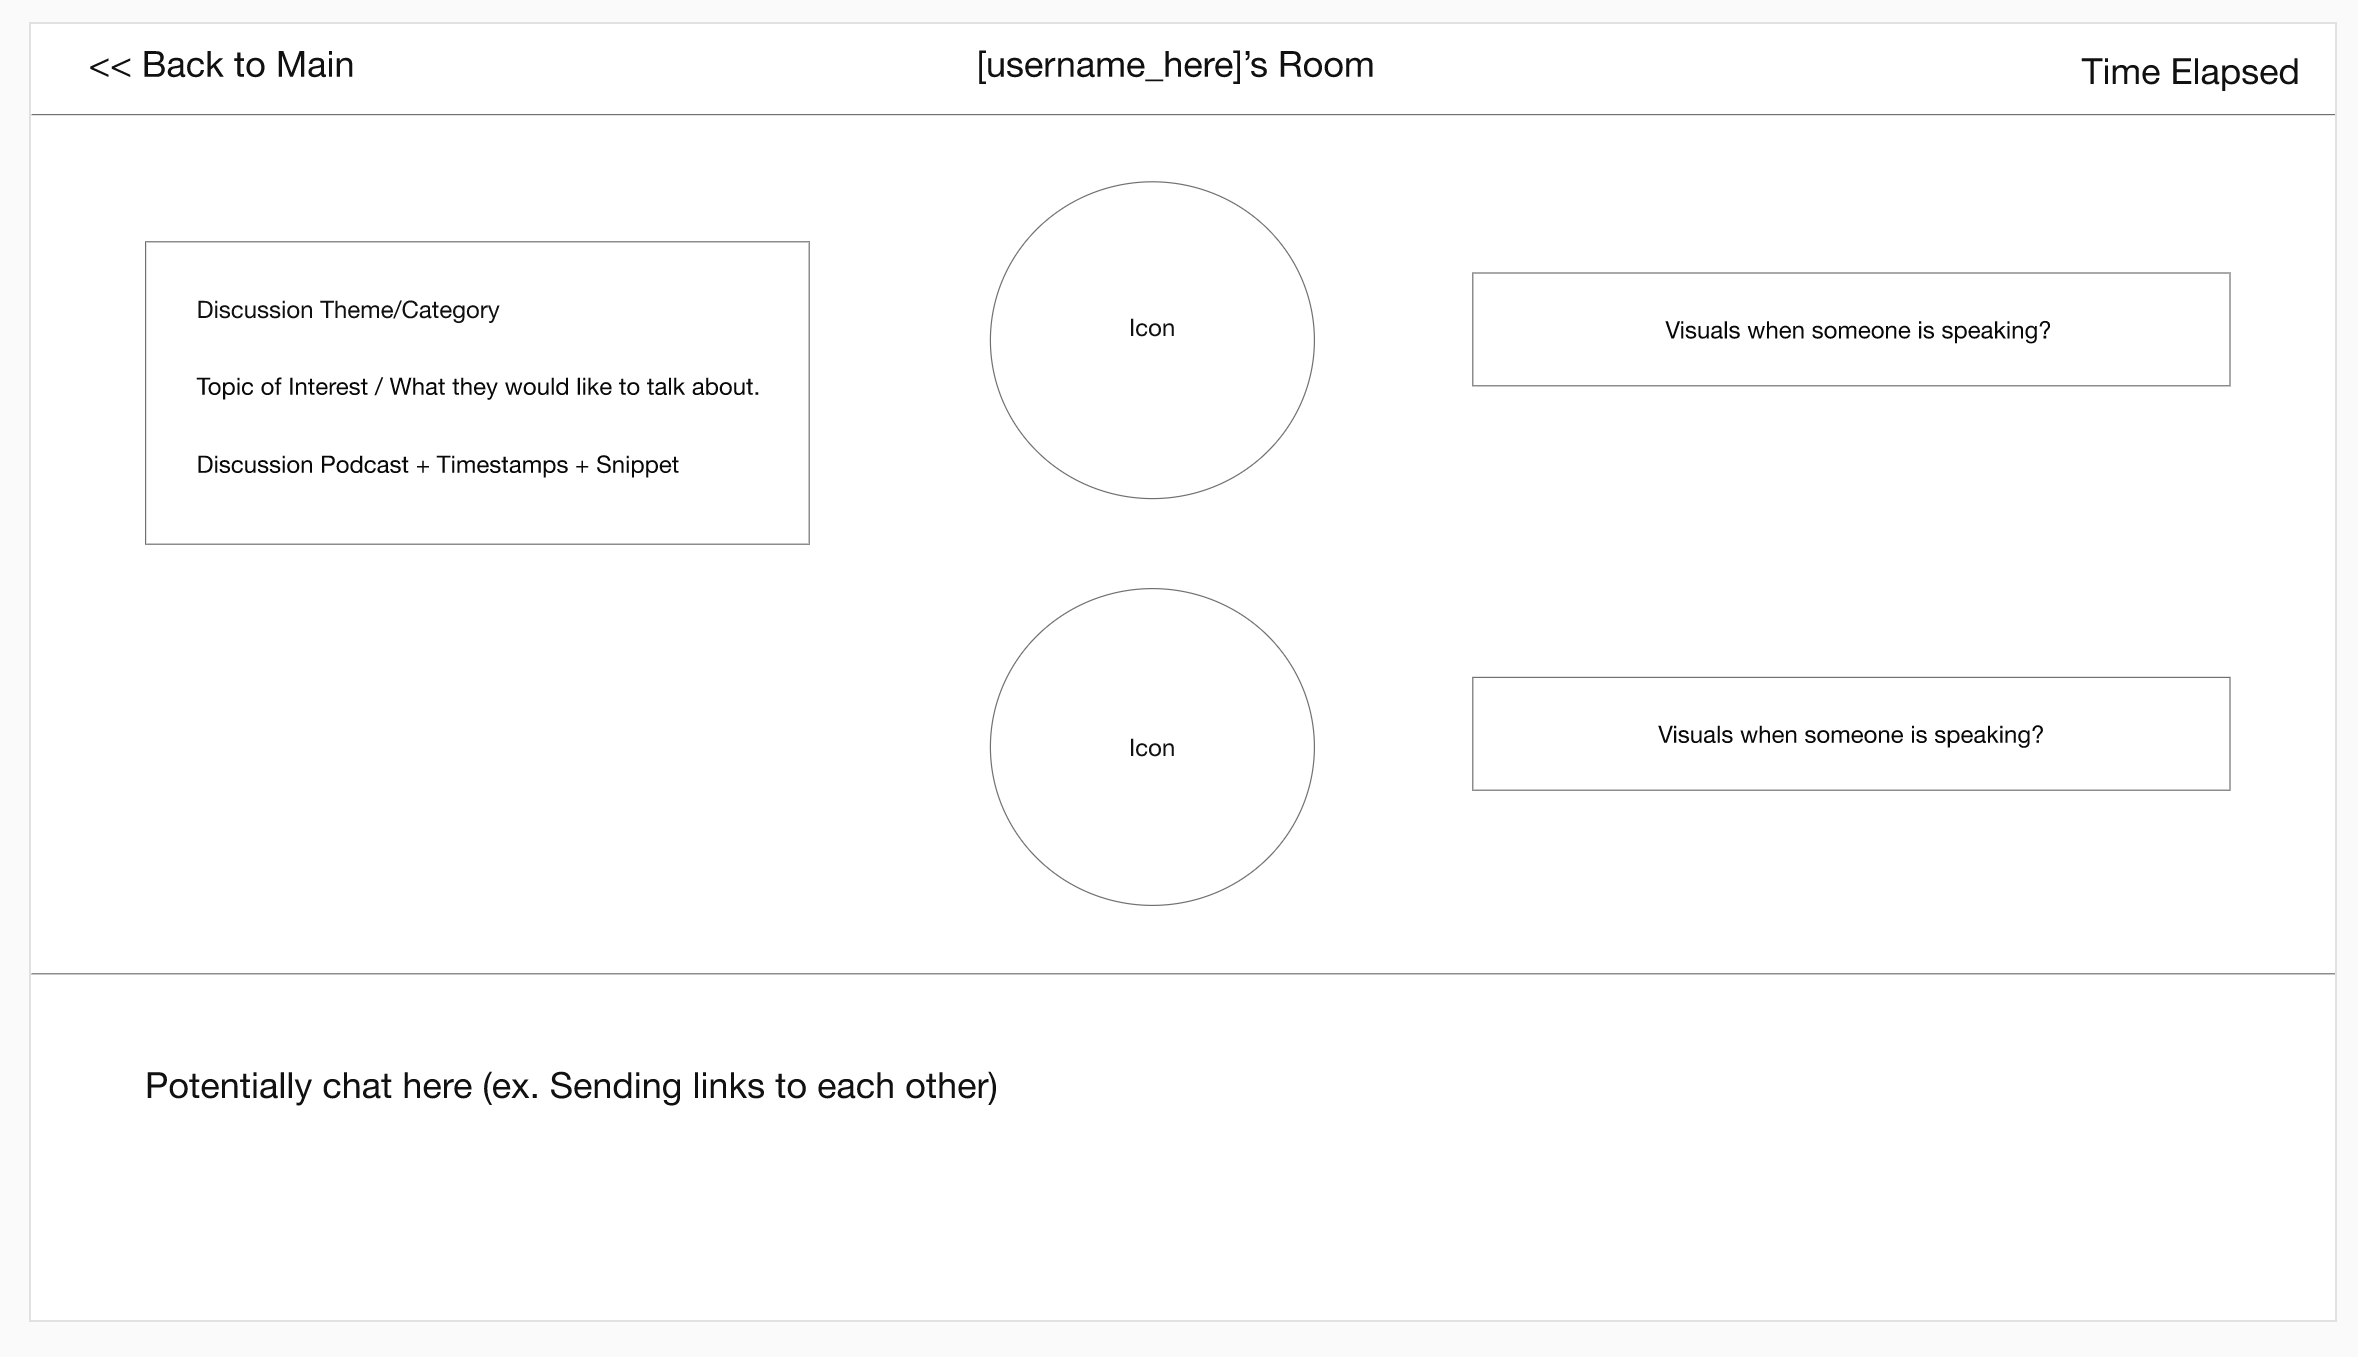 << Back to Main
[username_here]’s Room
Time Elapsed
Discussion Theme/Category
Topic of Interest / What they would like to talk about.
Discussion Podcast + Timestamps + Snippet
Icon
Visuals when someone is speaking?
Icon
Visuals when someone is speaking?
Potentially chat here (ex. Sending links to each other)